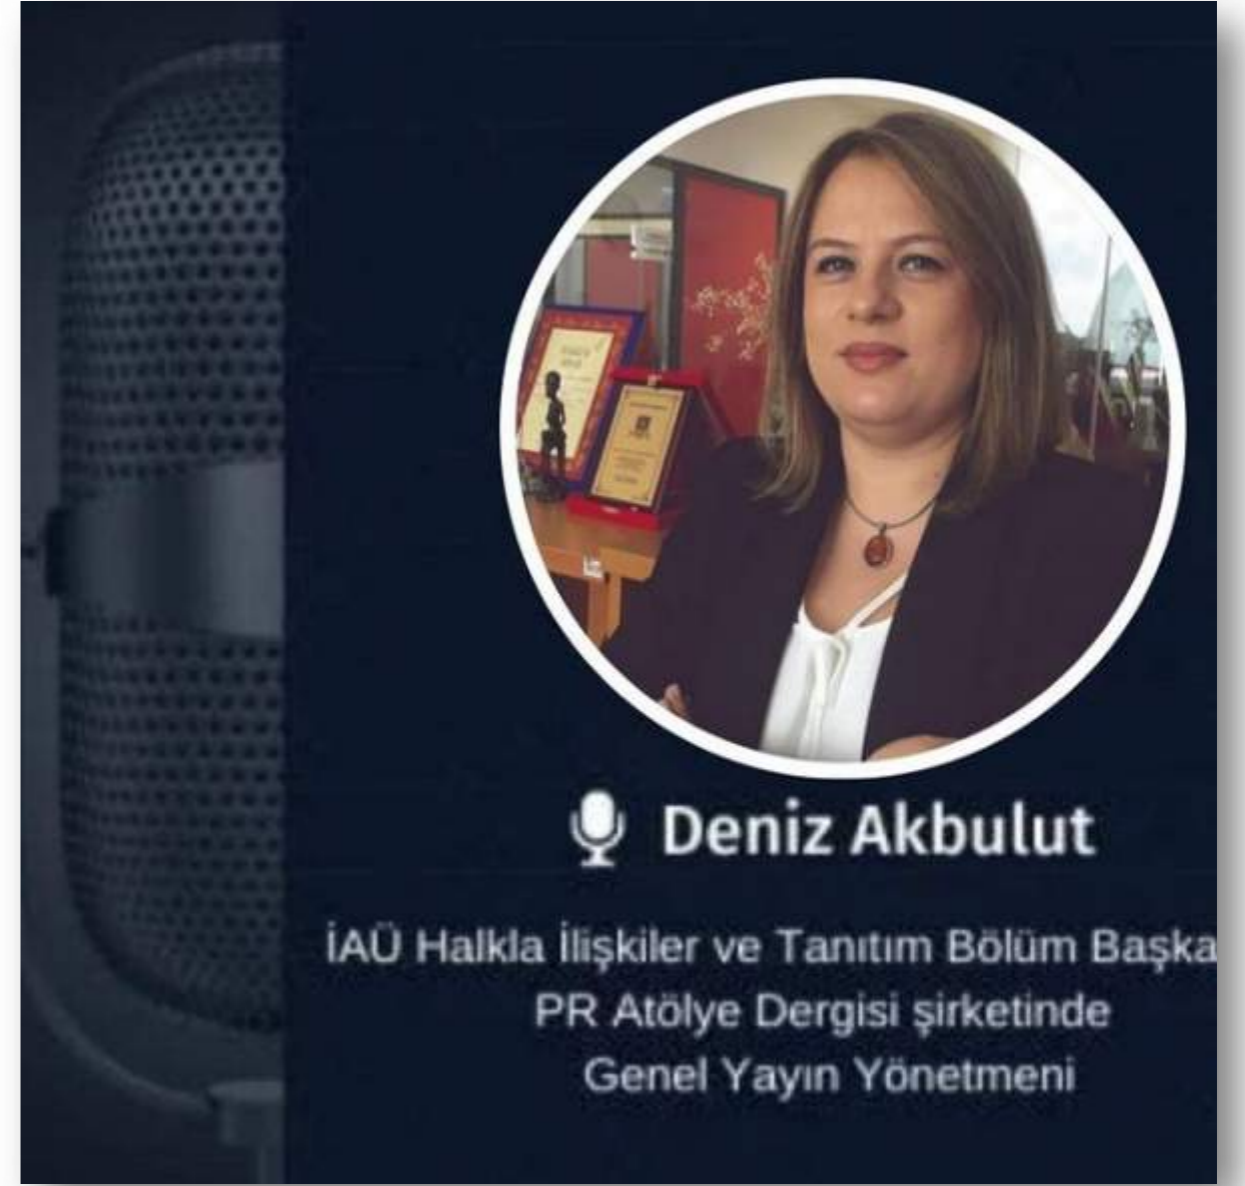 Deniz Akbulut
İAÜ Halkla İlişkiler ve Tanıtım Bölüm Başka
PR Atölye Dergisi şirketinde
Genel Yayın Yönetmeni